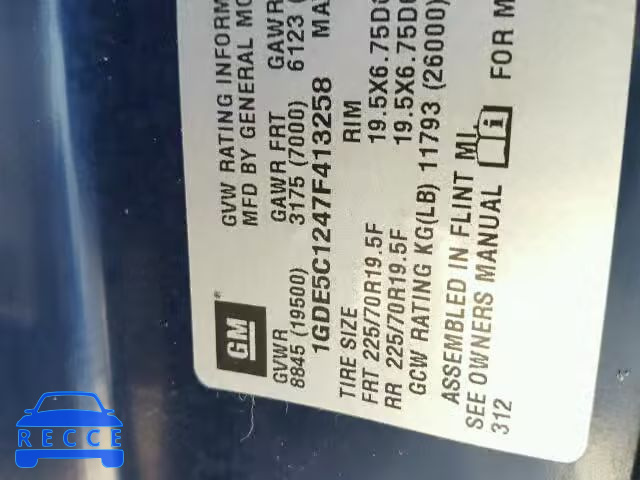 GVW RATING INFORM
MFD BY GENERAL MO
GM®
GVWR GAWR FRT GAWR
8845 (19500) 3175 (7000) 6123 (
1GDE5C1247F413258 MA
TIRE SIZE RIM
FRT 225/70R19.5F 19.5X6.75DC
RR 225/70R19.5F 19.5X6.75DC
GCW RATING KG(LB) 11793 (26000)
ASSEMBLED IN FLINT MI
SEE OWNERS MANUAL FOR M
312
RECCE